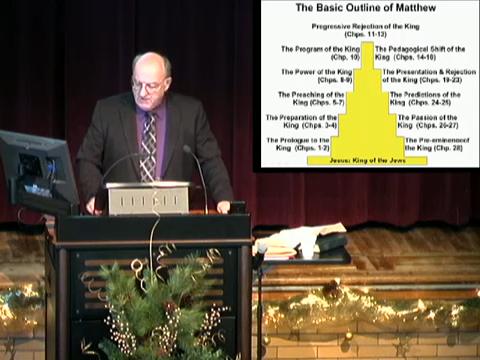 The Basic Outline of Matthew
Progressive Rejection of the King
(Chps. 11-13)
The Program of the King
(Chp. 10)
The Pedagogical Shift of the
King (Chps. 14-18)
The Power of the King
(Chps. 8-9)
The Presentation & Rejection
of the King (Chps. 19-23)
The Preaching of the
King (Chps. 5-7)
The Predictions of the
King (Chps. 24-25)
The Preparation of the
King (Chps. 3-4)
The Passion of the
King (Chps. 26-27)
The Prologue to the
King (Chps. 1-2)
The Pre-eminence of
the King (Chp. 28)
Jesus: King of the Jews